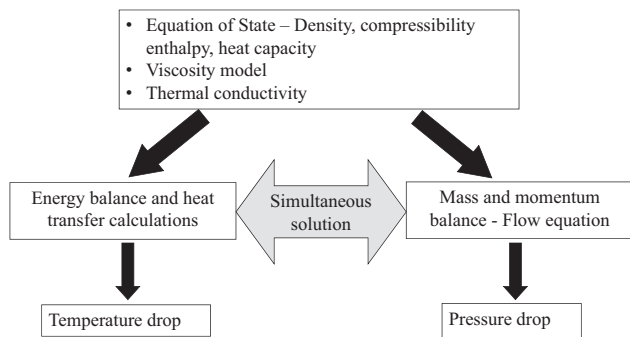 • Equation of State – Density, compressibility
enthalpy, heat capacity
• Viscosity model
• Thermal conductivity
Energy balance and heat
transfer calculations
Simultaneous
solution
Mass and momentum
balance - Flow equation
Temperature drop
Pressure drop